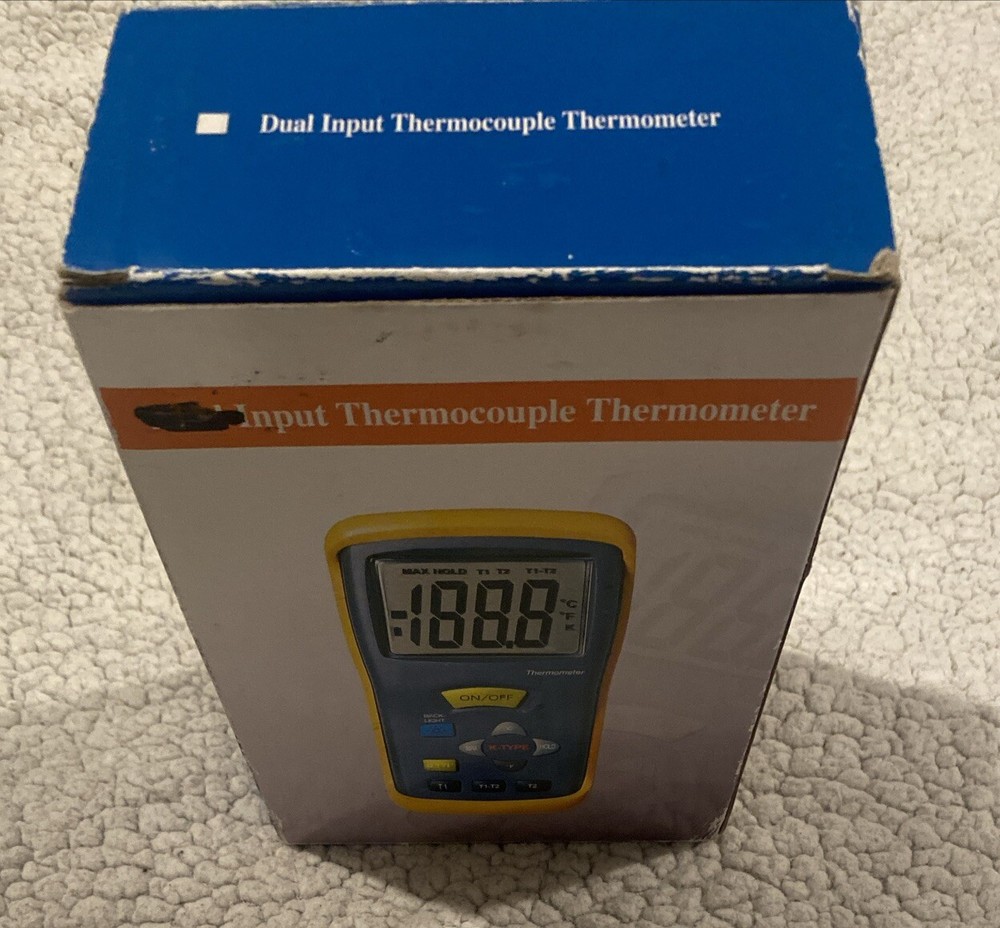 Dual Input Thermocouple Thermometer
Input Thermocouple Thermometer
MAX HOLD T1 T2 T1-T2
-188.8 °C °F K
Thermometer
ON/OFF
BACK LIGHT
K-TYPE HOLD
T1 T1-T2 T2